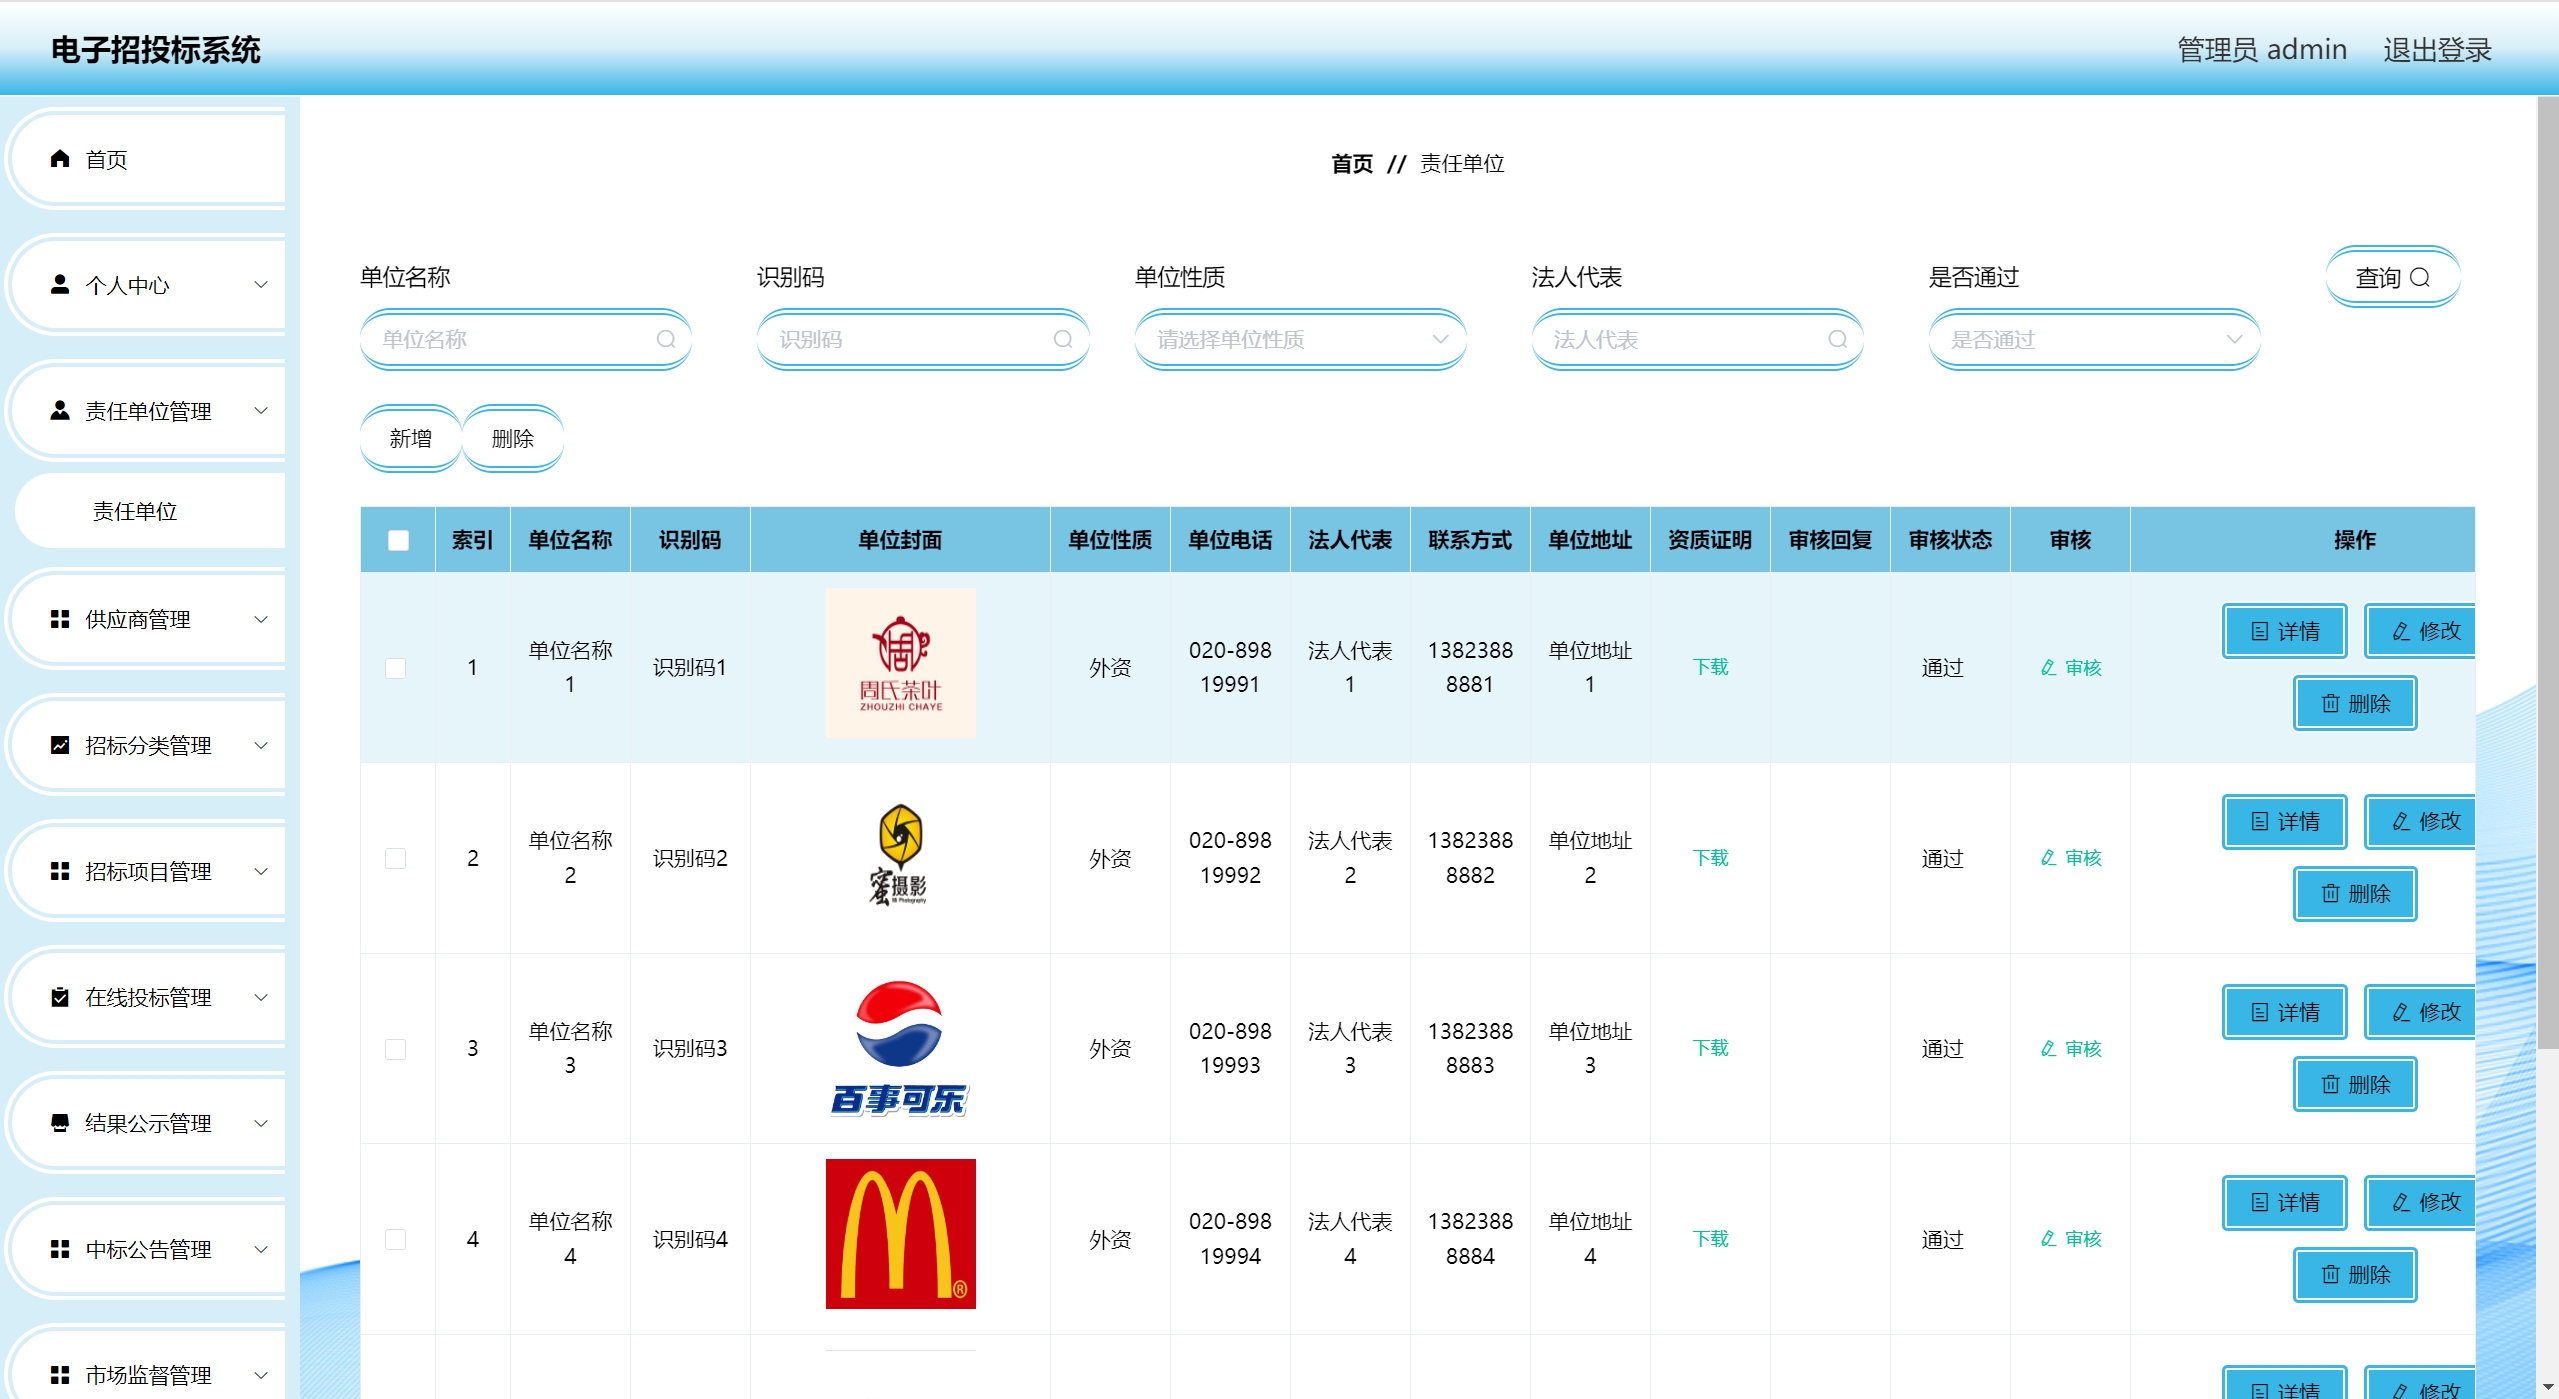 电子招投标系统
管理员 admin 退出登录
首页
个人中心
责任单位管理
责任单位
供应商管理
招标分类管理
招标项目管理
在线投标管理
结果公示管理
中标公告管理
市场监督管理
首页 // 责任单位
单位名称 识别码 单位性质 法人代表 是否通过 查询
单位名称 识别码 请选择单位性质 法人代表 是否通过
新增 删除
索引 单位名称 识别码 单位封面 单位性质 单位电话 法人代表 联系方式 单位地址 资质证明 审核回复 审核状态 审核 操作
1 单位名称1 识别码1 外资 020-89819991 法人代表1 13823888881 单位地址1 下载 通过 审核 详情 修改 删除
周氏茶叶
ZHOUZHI CHAYE
2 单位名称2 识别码2 外资 020-89819992 法人代表2 13823888882 单位地址2 下载 通过 审核 详情 修改 删除
蜜摄影
Mi Photography
3 单位名称3 识别码3 外资 020-89819993 法人代表3 13823888883 单位地址3 下载 通过 审核 详情 修改 删除
百事可乐
4 单位名称4 识别码4 外资 020-89819994 法人代表4 13823888884 单位地址4 下载 通过 审核 详情 修改 删除
®
详情 修改